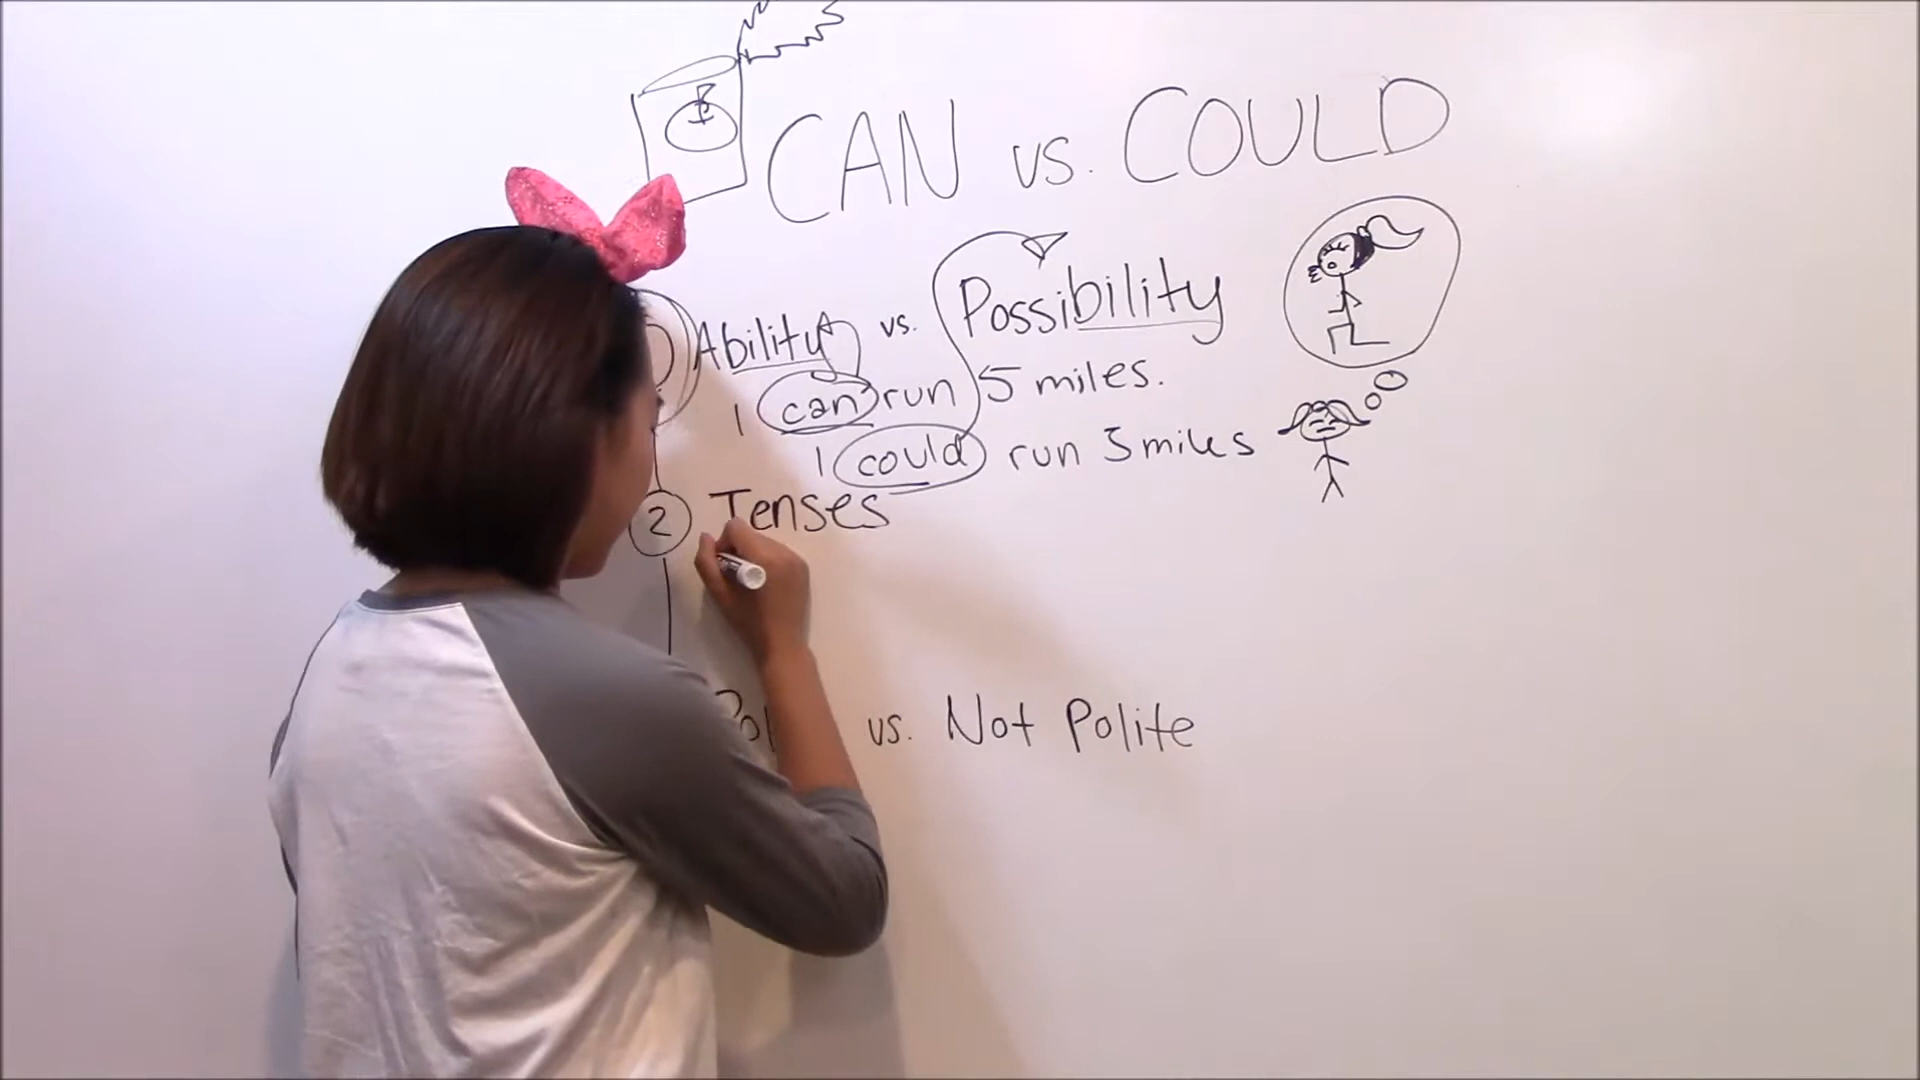 CAN vs. COULD
Ability vs. Possibility
I can run 5 miles.
I could run 5 miles
2 Tenses
vs. Not Polite